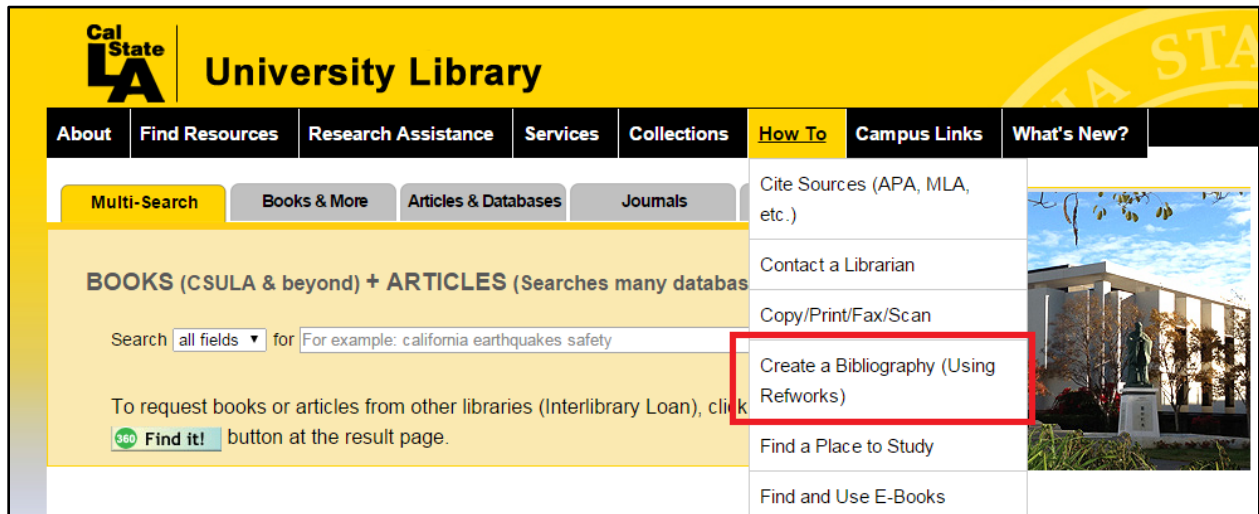 Cal
State
LA
University Library
About Find Resources Research Assistance Services Collections How To Campus Links What's New?
Multi-Search Books & More Articles & Databases Journals
Cite Sources (APA, MLA,
etc.)
Contact a Librarian
Copy/Print/Fax/Scan
Create a Bibliography (Using
Refworks)
Find a Place to Study
Find and Use E-Books
BOOKS (CSULA & beyond) + ARTICLES (Searches many databas
Search all fields for For example: california earthquakes safety
To request books or articles from other libraries (Interlibrary Loan), click
360 Find it! button at the result page.